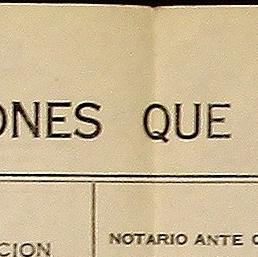 ONES QUE
NOTARIO ANTE
CION